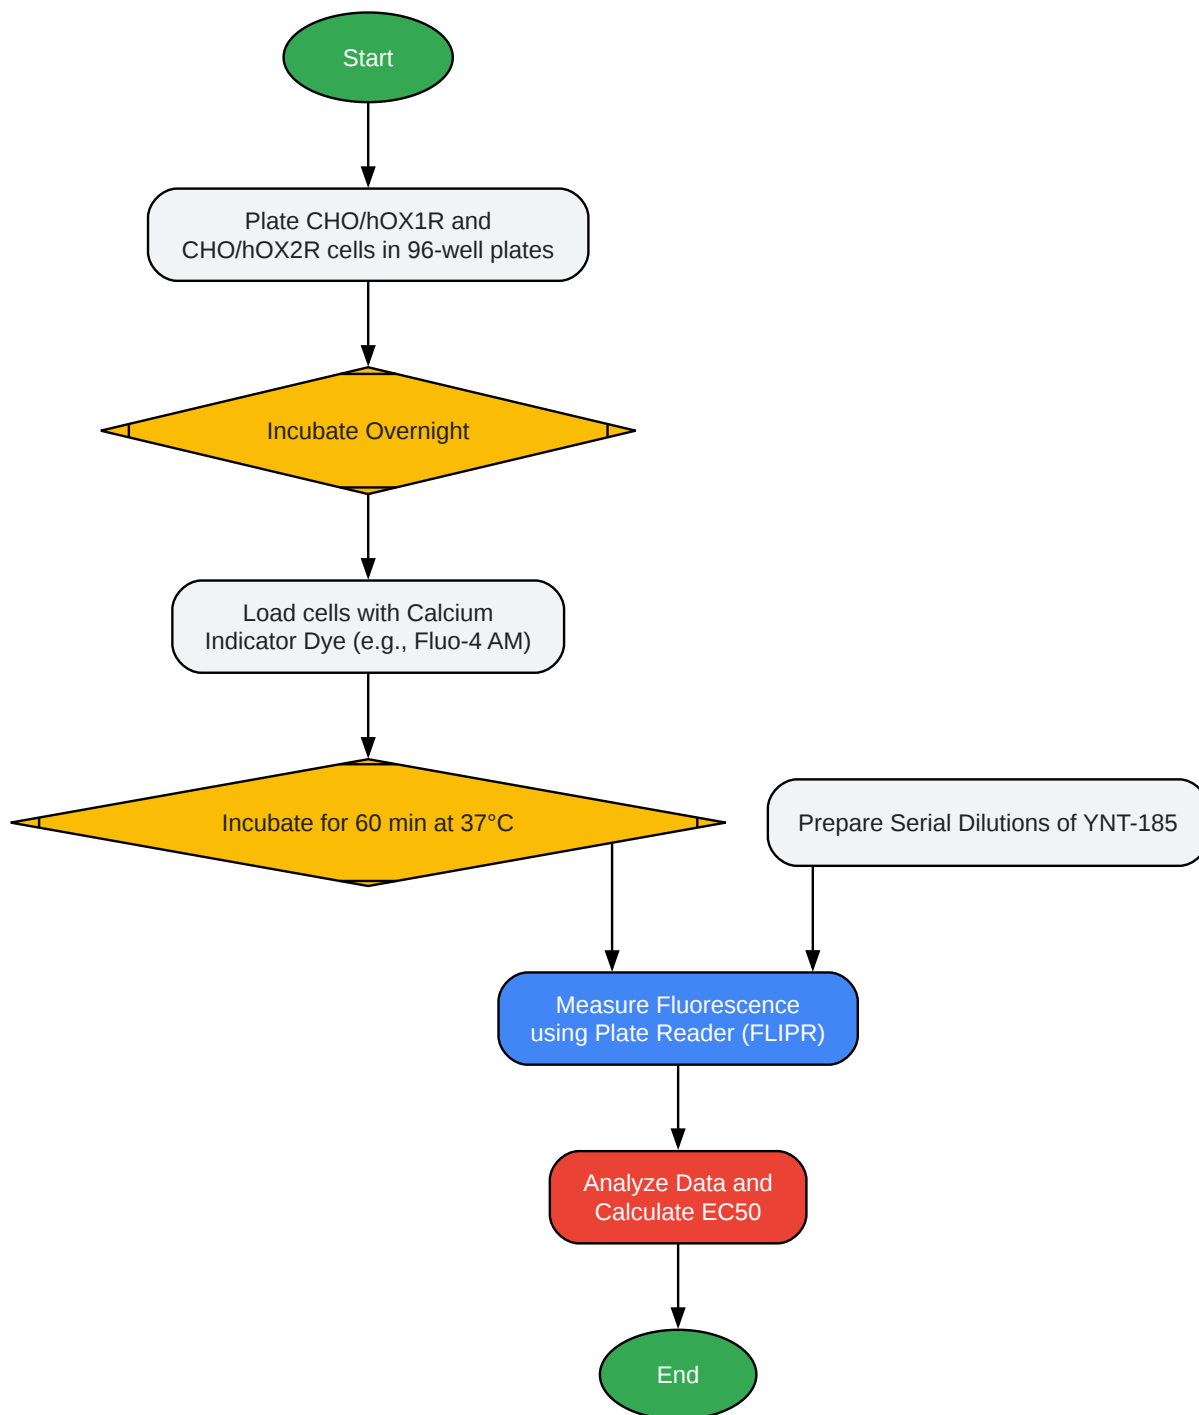 Start
Plate CHO/hOX1R and
CHO/hOX2R cells in 96-well plates
Incubate Overnight
Load cells with Calcium
Indicator Dye (e.g., Fluo-4 AM)
Incubate for 60 min at 37°C
Prepare Serial Dilutions of YNT-185
Measure Fluorescence
using Plate Reader (FLIPR)
Analyze Data and
Calculate EC50
End